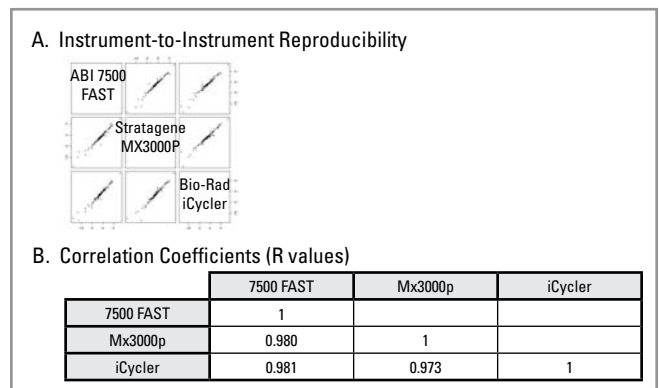 A. Instrument-to-Instrument Reproducibility
ABI 7500
FAST
Stratagene
MX3000P
Bio-Rad
iCycler
B. Correlation Coefficients (R values)
7500 FAST Mx3000p iCycler
7500 FAST 1
Mx3000p 0.980 1
iCycler 0.981 0.973 1